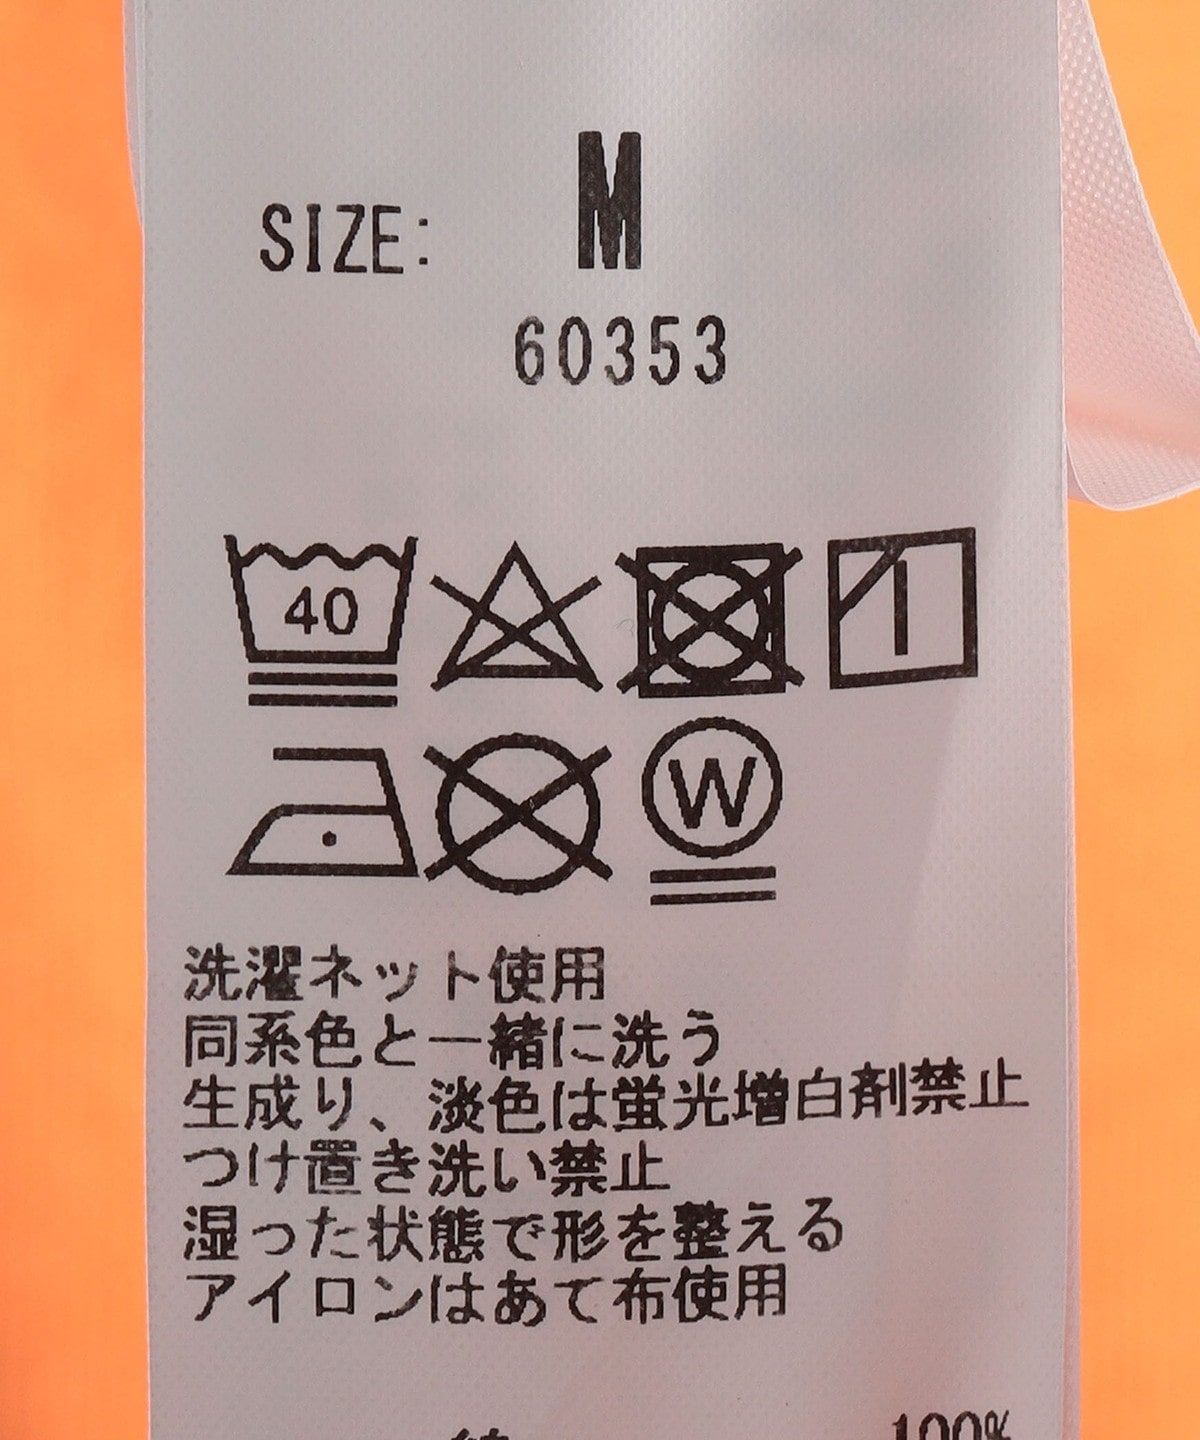 SIZE: M
60353
40
W
洗濯ネット使用
同系色と一緒に洗う
生成り、淡色は蛍光増白剤禁止
つけ置き洗い禁止
湿った状態で形を整える
アイロンはあて布使用
100%